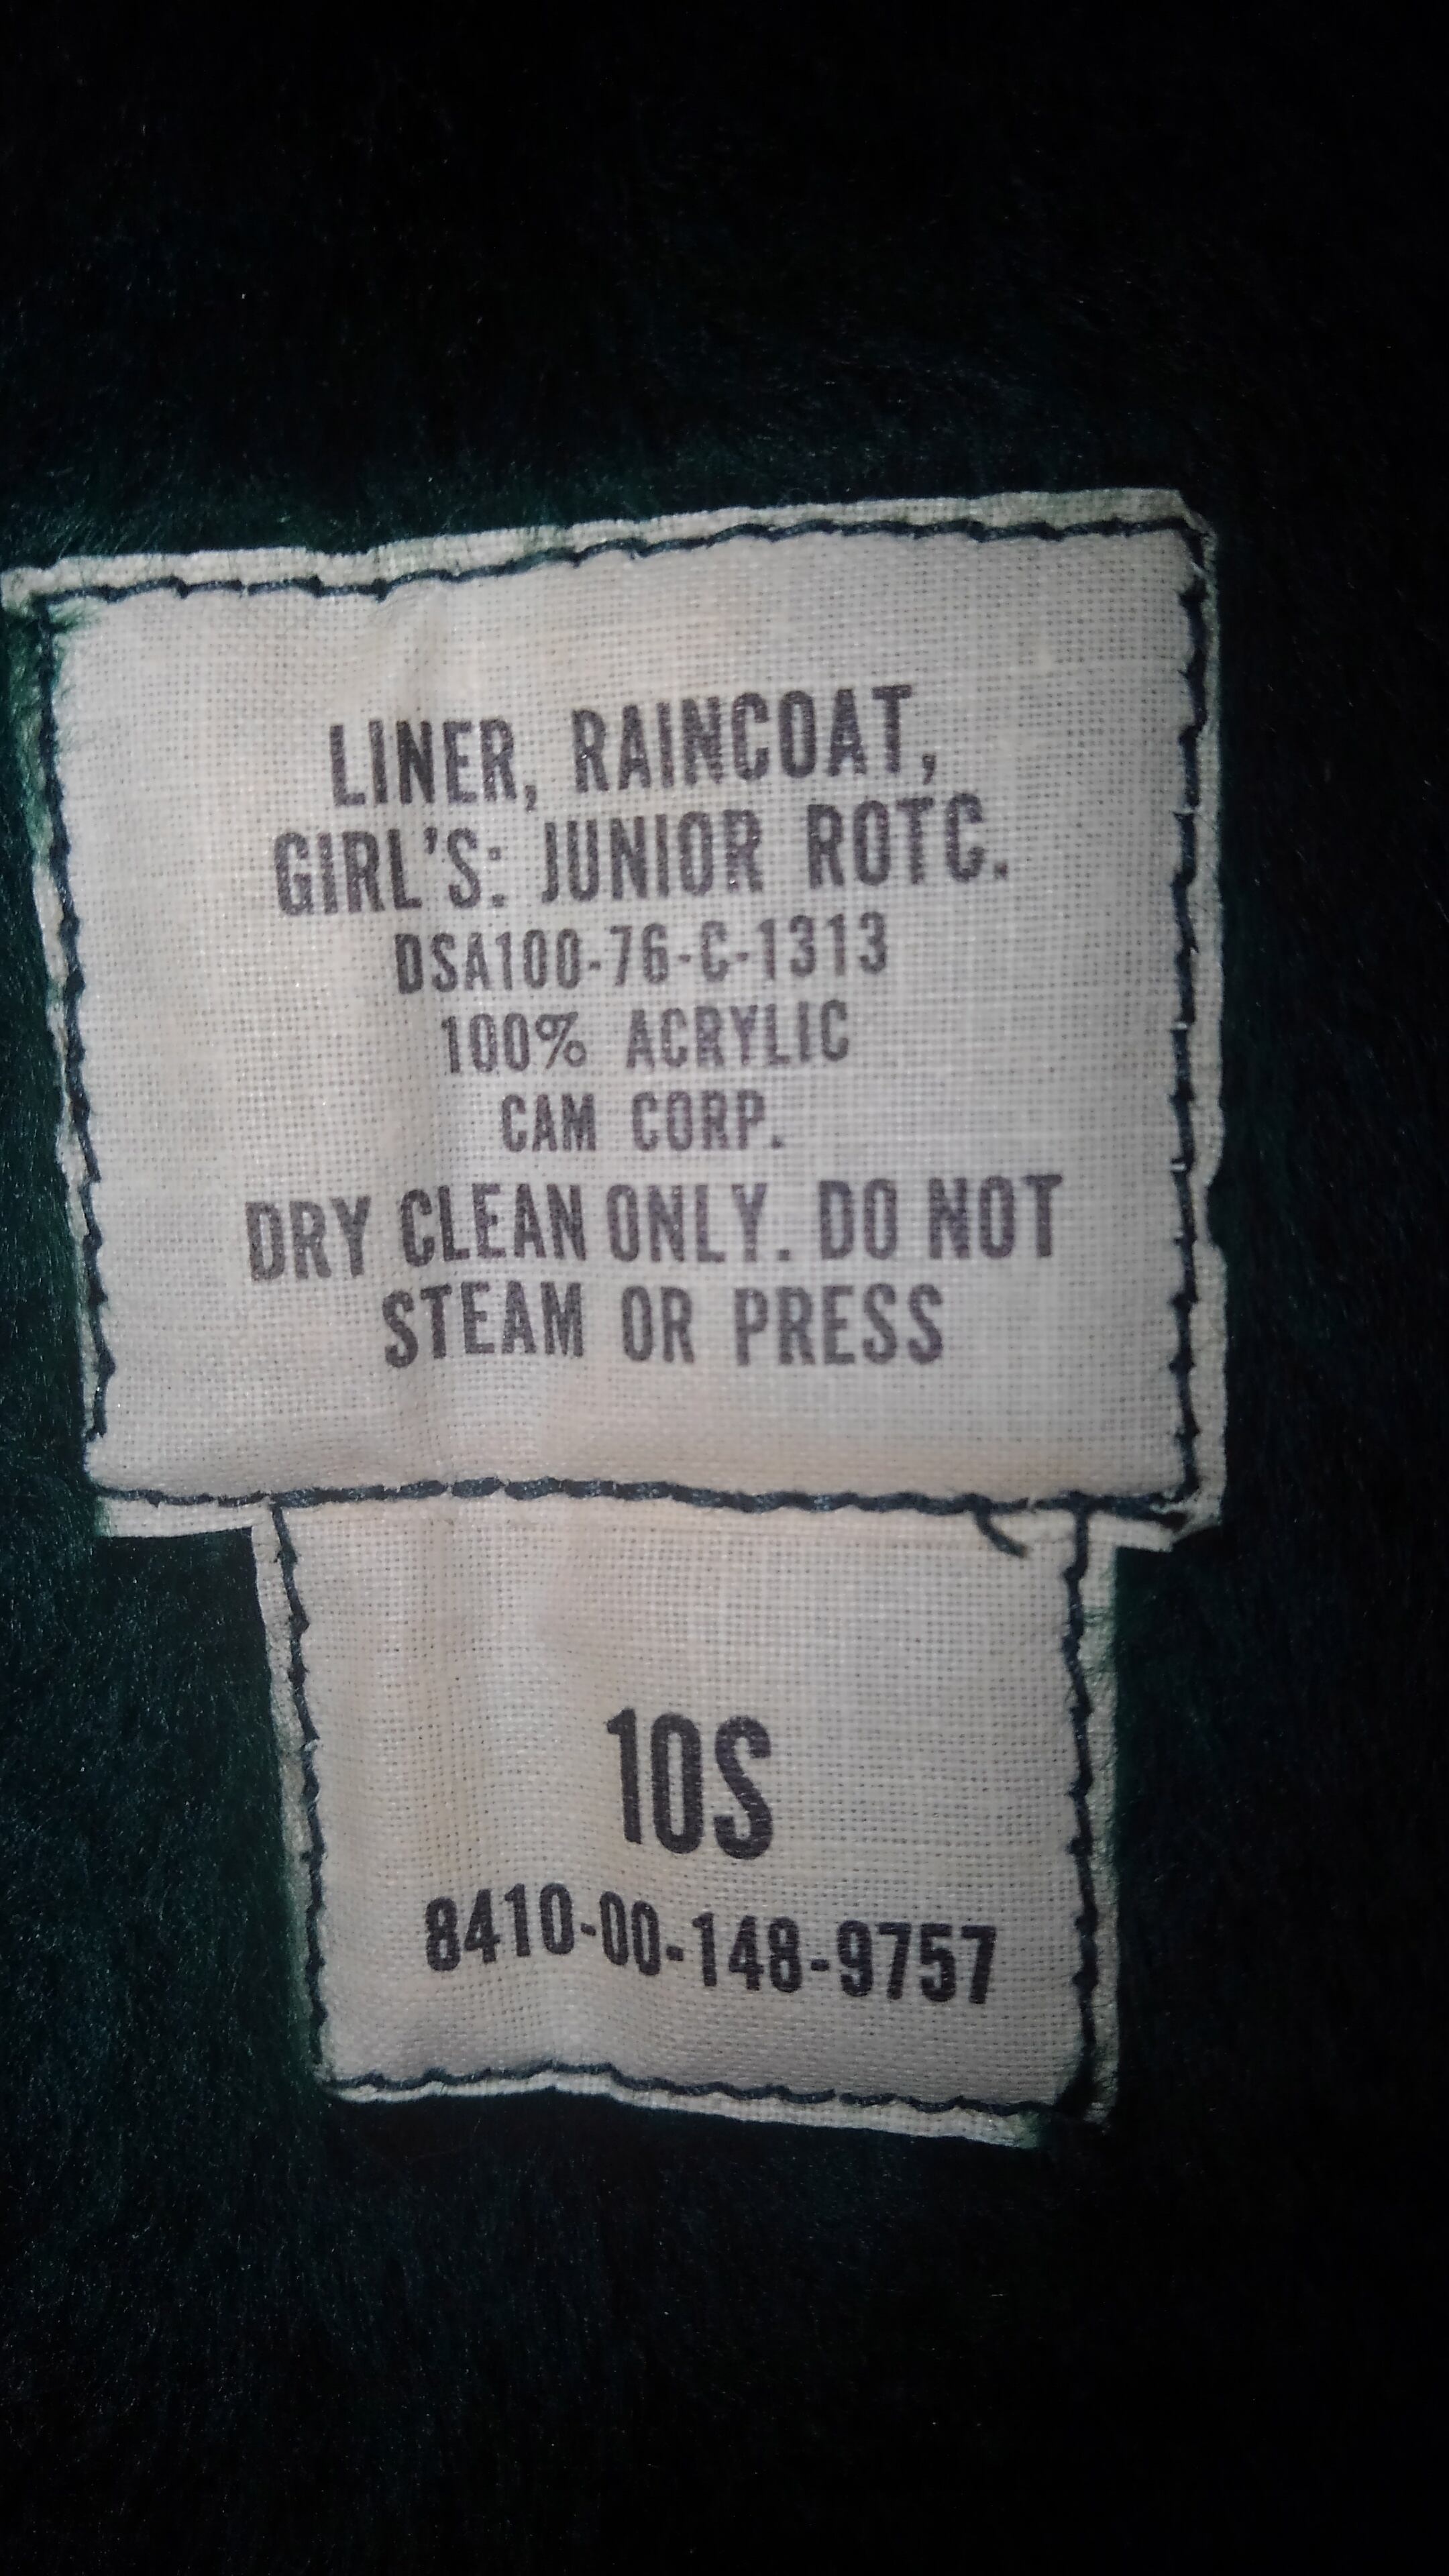 LINER, RAINCOAT,
GIRL'S: JUNIOR ROTC.
DSA100-76-C-1313
100% ACRYLIC
CAM CORP.
DRY CLEAN ONLY. DO NOT
STEAM OR PRESS
10S
8410-00-148-9757